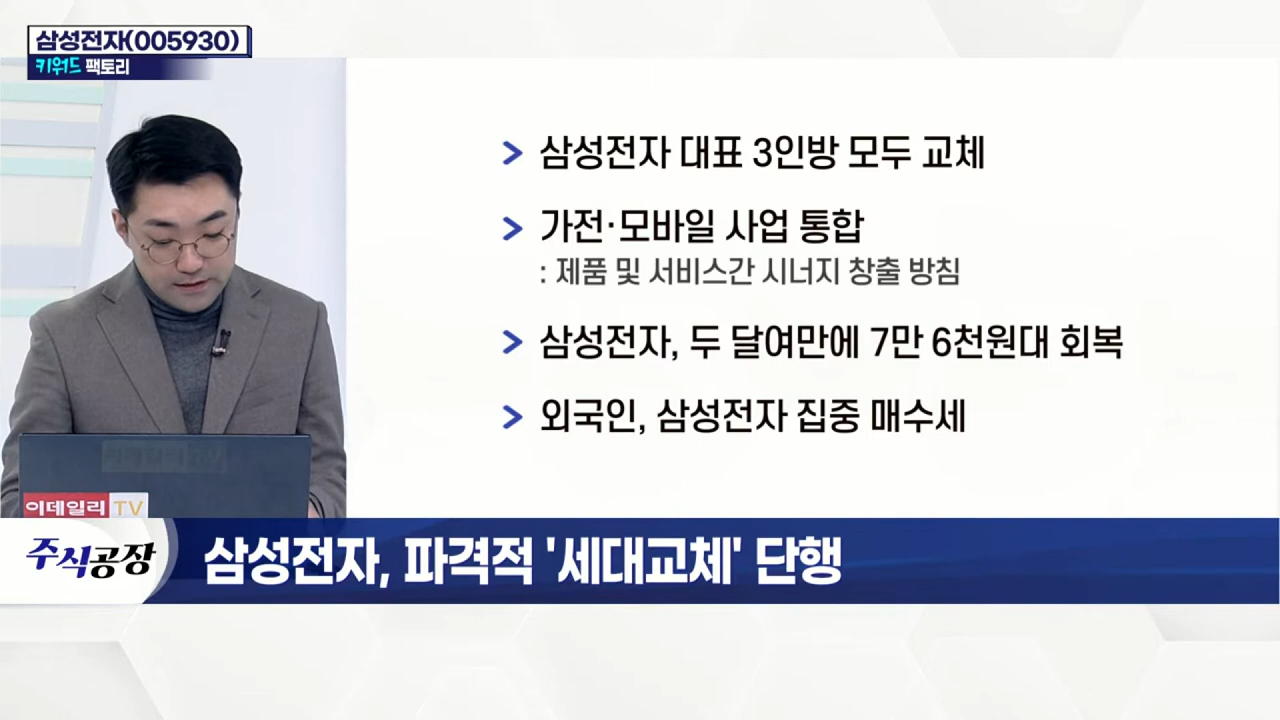 삼성전자(005930)
키워드 팩토리
> 삼성전자 대표 3인방 모두 교체
> 가전·모바일 사업 통합
: 제품 및 서비스간 시너지 창출 방침
> 삼성전자, 두 달여만에 7만 6천원대 회복
> 외국인, 삼성전자 집중 매수세
이데일리 TV
주식공장
삼성전자, 파격적 '세대교체' 단행